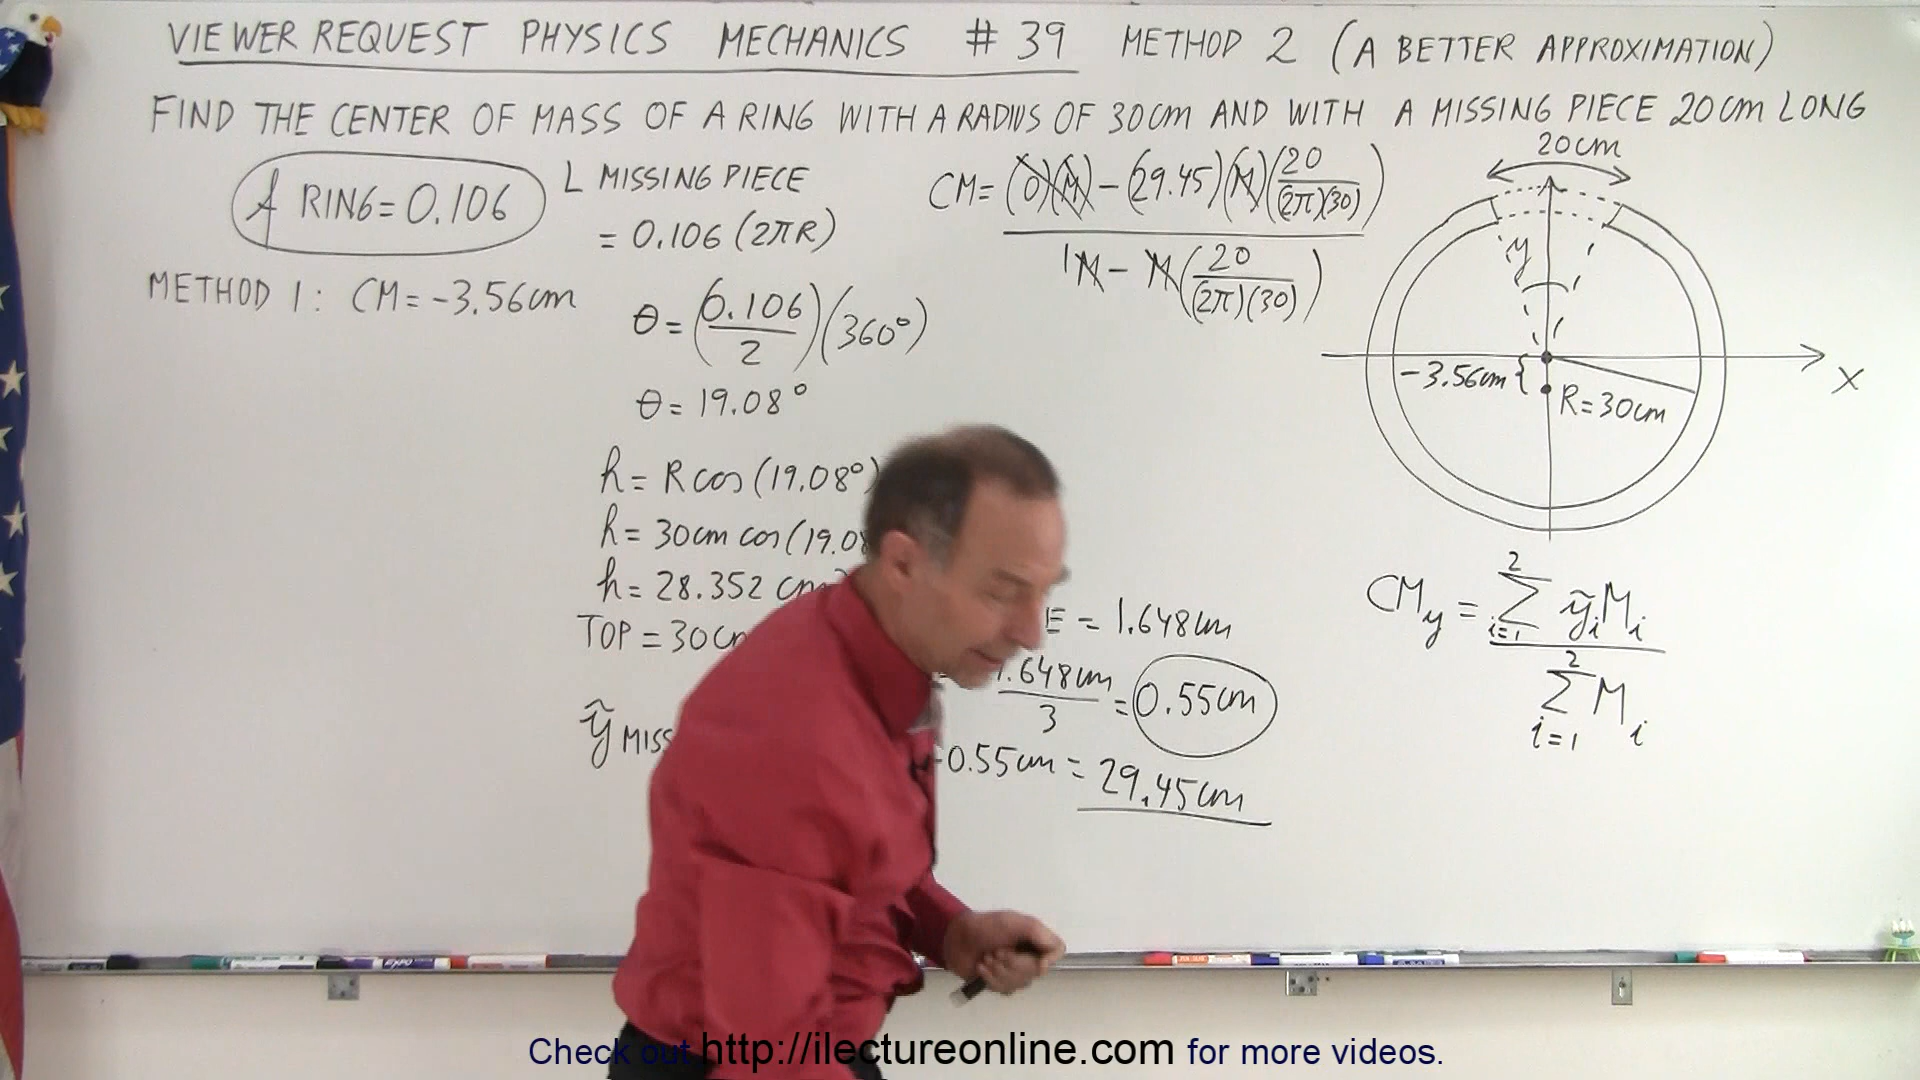 VIEWER REQUEST PHYSICS MECHANICS # 39 METHOD 2 (A BETTER APPROXIMATION)
FIND THE CENTER OF MASS OF A RING WITH A RADIUS OF 30cm AND WITH A MISSING PIECE 20cm LONG
RING = 0.106
METHOD 1: CM = -3.56cm
L MISSING PIECE
= 0.106 (2πR)
θ = (0.106/2)(360°)
θ = 19.08°
h = R cos (19.08°)
h = 30cm cos (19.08
h = 28.352 cm
TOP = 30cm
E = 1.648cm
1.648cm/3 = 0.55cm
ỹ MISS
-0.55cm = 29.45cm
CM = (0)(M) - (29.45)(M)(20/(2π)(30))
1M - M(20/(2π)(30))
20cm
y
-3.56cm
R = 30cm
X
CMy = 2 Σ i=1 ỹi Mi
2 Σ i=1 Mi
EXPO
Check out http://ilectureonline.com for more videos.